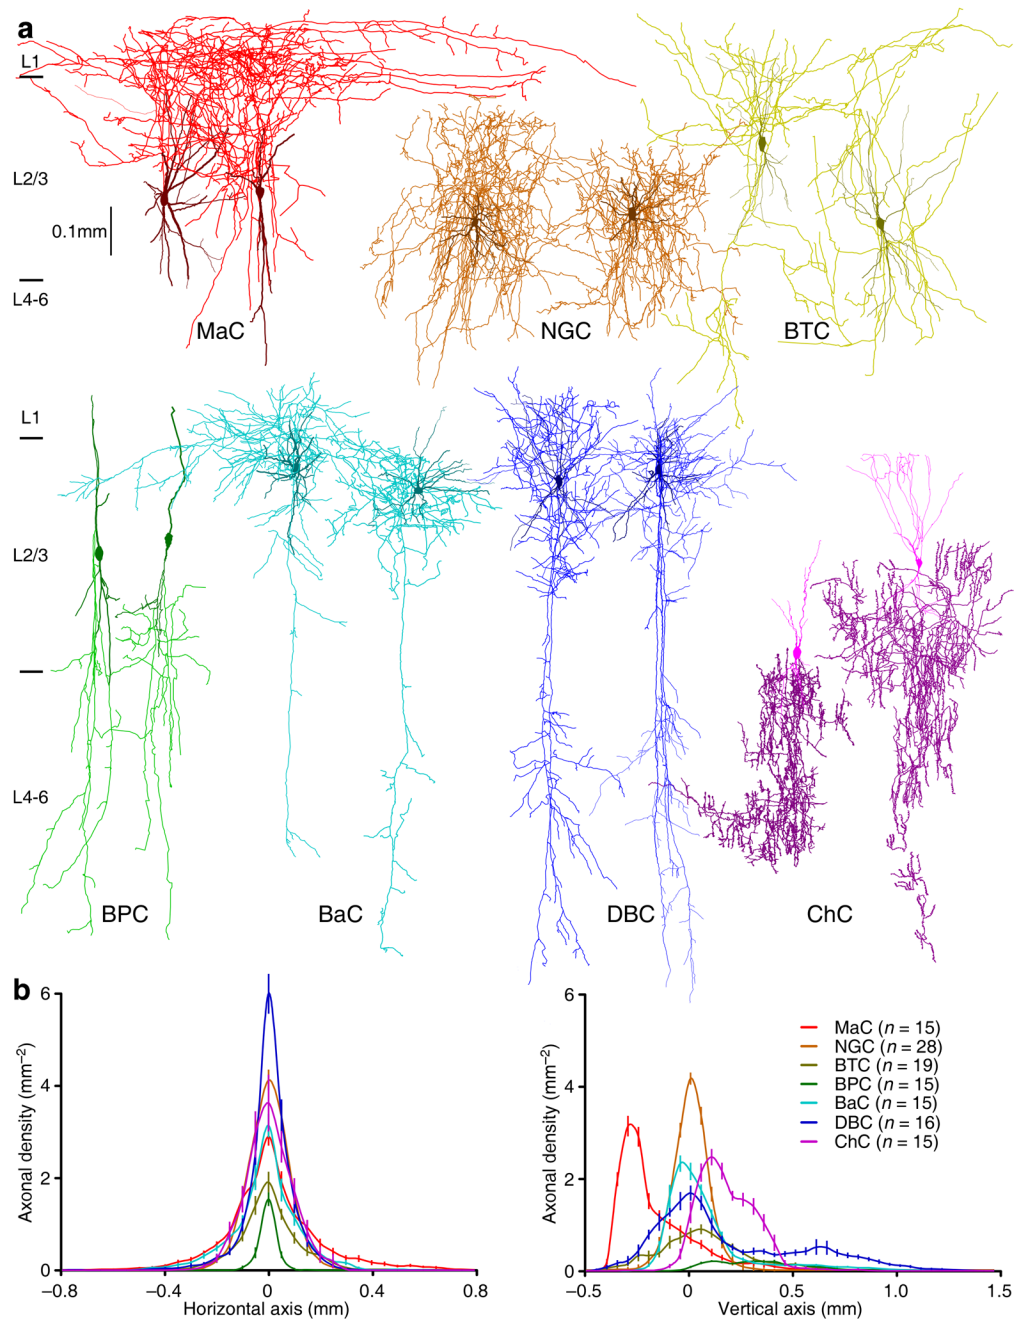 a
L1
L2/3
0.1mm
L4-6
MaC
NGC
BTC
L1
L2/3
L4-6
BPC
BaC
DBC
ChC
b
6
4
2
0
Axonal density (mm⁻²)
−0.8
−0.4
0
0.4
0.8
Horizontal axis (mm)
6
4
2
0
Axonal density (mm⁻²)
−0.5
0
0.5
1.0
1.5
Vertical axis (mm)
MaC (n = 15)
NGC (n = 28)
BTC (n = 19)
BPC (n = 15)
BaC (n = 15)
DBC (n = 16)
ChC (n = 15)